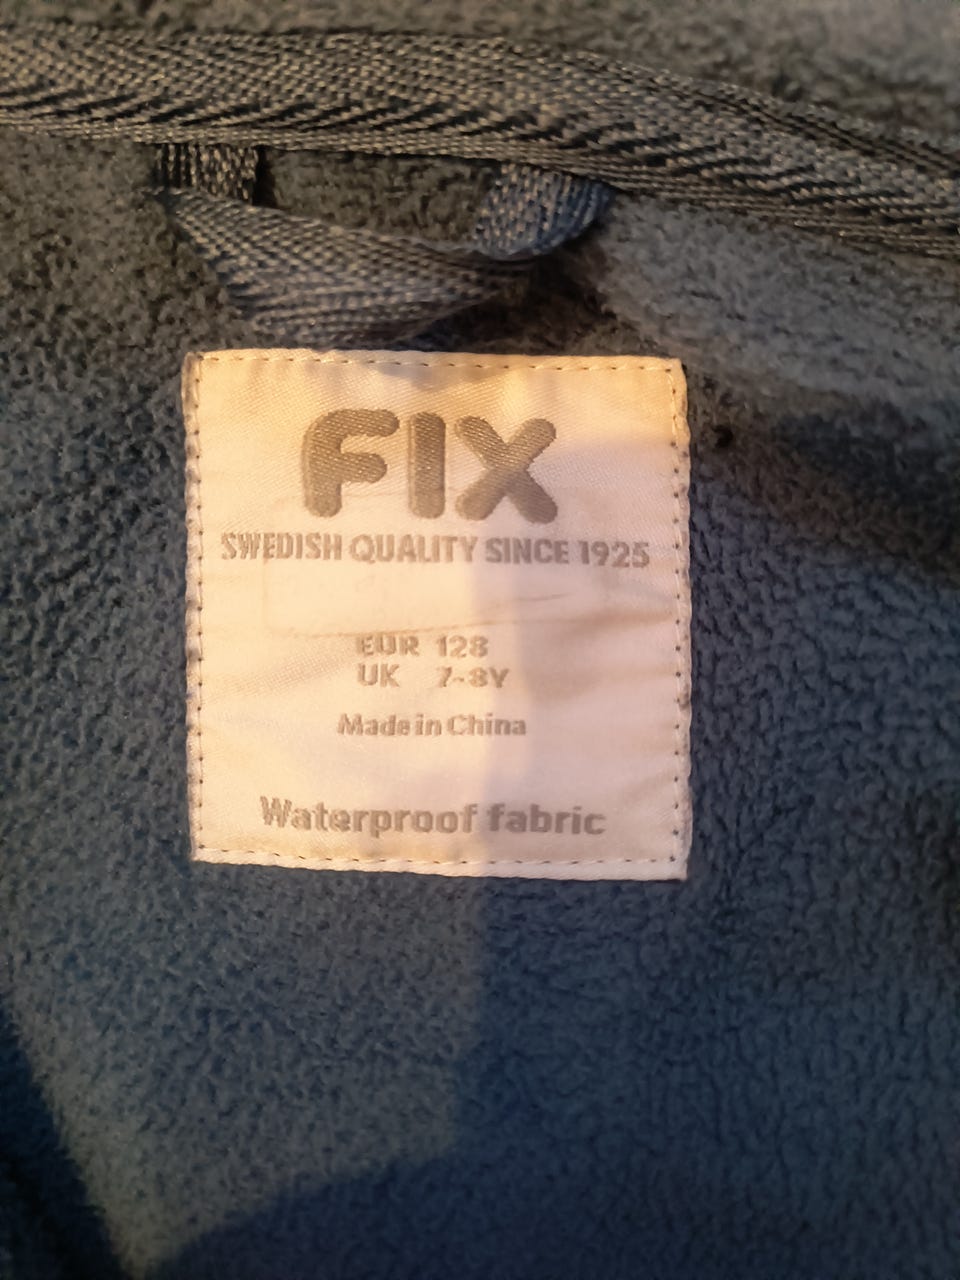 FIX
SWEDISH QUALITY SINCE 1925
EUR 128
UK 7-8Y
Made in China
Waterproof fabric